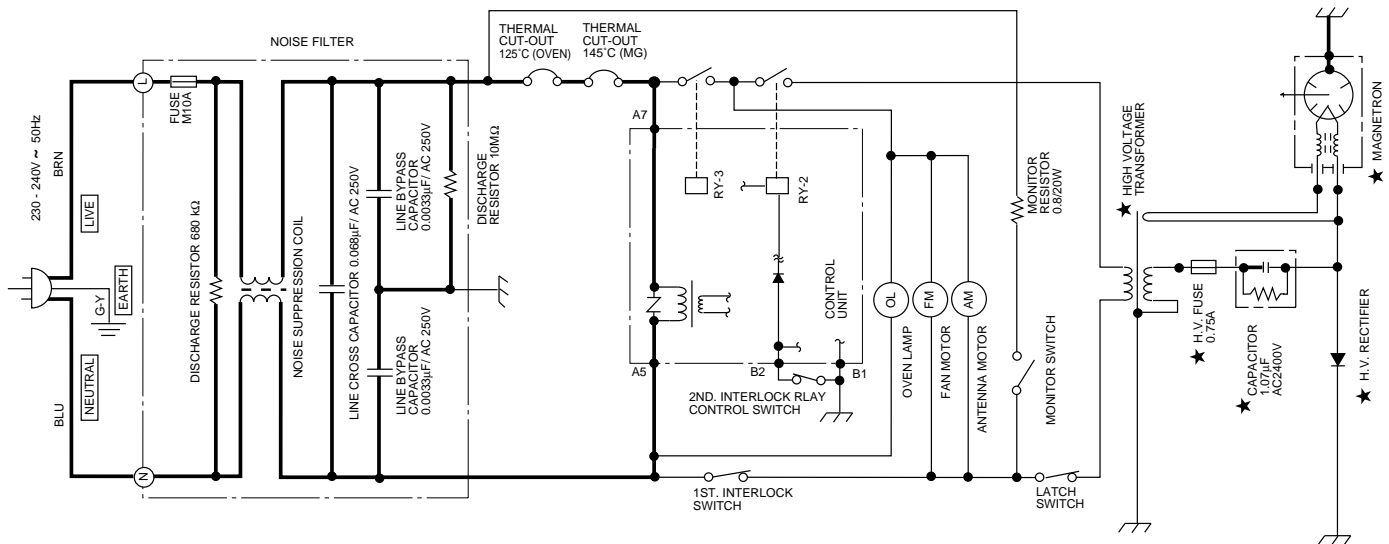 NOISE FILTER
THERMAL
CUT-OUT
125˚C (OVEN)
THERMAL
CUT-OUT
145˚C (MG)
230 - 240V ~ 50Hz
BRN
LIVE
L
FUSE
M10A
G-Y
EARTH
NEUTRAL
BLU
N
DISCHARGE RESISTOR 680 kΩ
NOISE SUPPRESSION COIL
LINE CROSS CAPACITOR 0.068µF/ AC 250V
LINE BYPASS
CAPACITOR
0.0033µF/ AC 250V
LINE BYPASS
CAPACITOR
0.0033µF/ AC 250V
DISCHARGE
RESISTOR 10MΩ
A7
RY-3
RY-2
CONTROL
UNIT
A5
B2
B1
2ND. INTERLOCK RLAY
CONTROL SWITCH
1ST. INTERLOCK
SWITCH
OL
FM
AM
OVEN LAMP
FAN MOTOR
ANTENNA MOTOR
MONITOR
RESISTOR
0.8/20W
MONITOR SWITCH
LATCH
SWITCH
★ HIGH VOLTAGE
TRANSFORMER
★ H.V. FUSE
0.75A
★ CAPACITOR
1.07µF
AC2400V
★ H.V. RECTIFIER
★ MAGNETRON